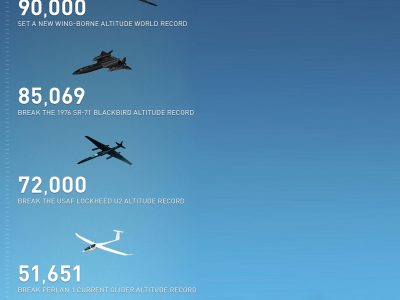 90,000
SET A NEW WING-BORNE ALTITUDE WORLD RECORD
85,069
BREAK THE 1976 SR-71 BLACKBIRD ALTITUDE RECORD
72,000
BREAK THE USAF LOCKHEED U2 ALTITUDE RECORD
51,651
BREAK PERLAN 1 CURRENT GLIDER ALTITUDE RECORD